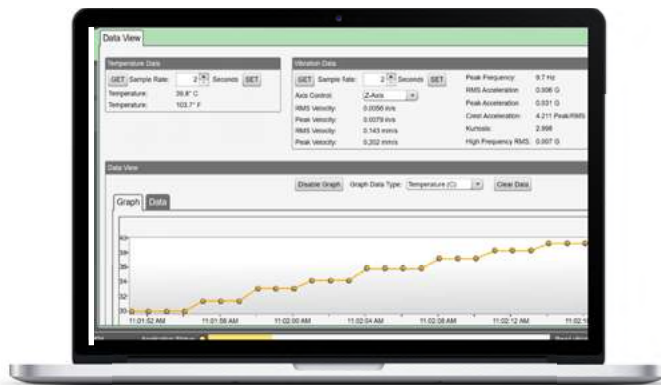 Data View
Temperature Data
GET Sample Rate: 2 Seconds SET
Temperature: 39.8° C
Temperature: 103.7° F
Vibration Data
GET Sample Rate: 2 Seconds SET
Axis Control: Z-Axis
RMS Velocity: 0.0056 in/s
Peak Velocity: 0.0079 in/s
RMS Velocity: 0.143 mm/s
Peak Velocity: 0.202 mm/s
Peak Frequency: 9.7 Hz
RMS Acceleration: 0.006 G
Peak Acceleration: 0.031 G
Crest Acceleration: 4.211 Peak/RMS
Kurtosis: 2.998
High Frequency RMS: 0.007 G
Data View
Disable Graph Graph Data Type: Temperature (C) Clear Data
Graph Data
40
38
36
34
32
30
11:01:52 AM 11:01:56 AM 11:02:00 AM 11:02:04 AM 11:02:08 AM 11:02:12 AM 11:02:1
Application Status